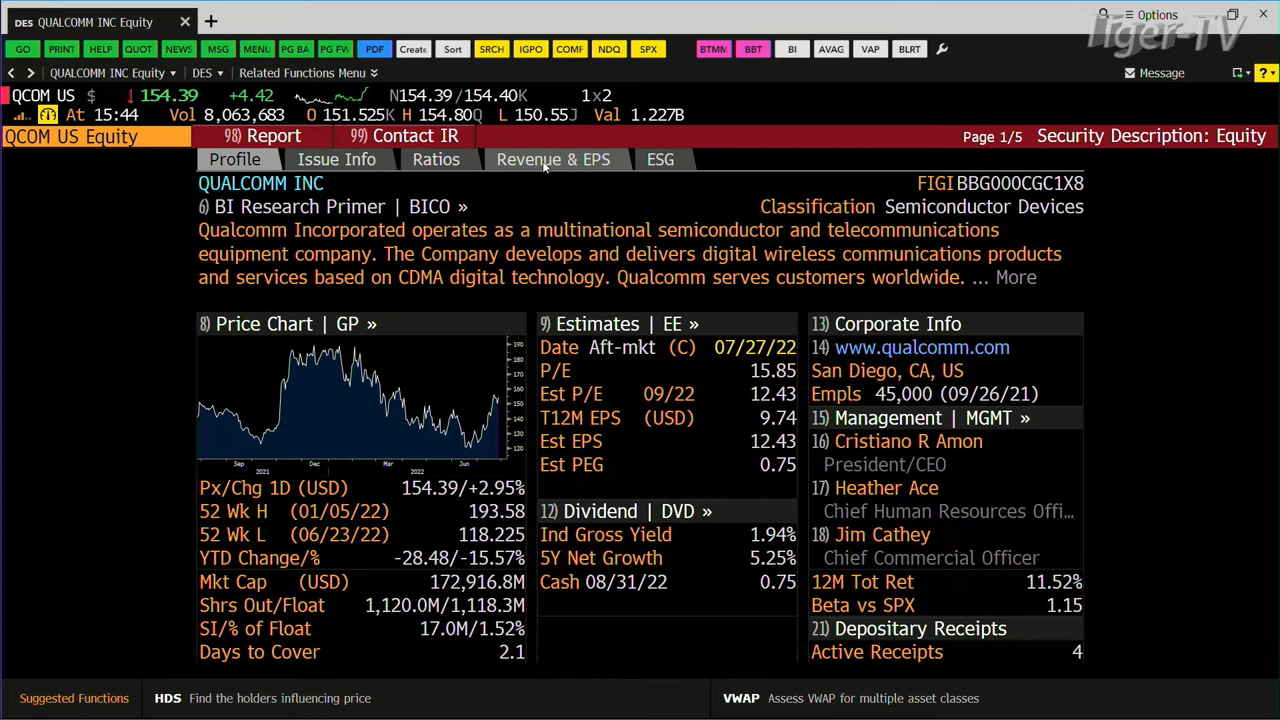 DES QUALCOMM INC Equity
Options
Tiger-TV
GO PRINT HELP QUOT NEWS MSG MENU PG BA PG FW PDF Create Sort SRCH IGPO COMF NDQ SPX BTMM BBT BI AVAG VAP BLRT
QUALCOMM INC Equity DES Related Functions Menu Message ?
QCOM US $ ↓154.39 +4.42 N154.39 /154.40K 1x2
At 15:44 Vol 8,063,683 O 151.525K H 154.80Q L 150.55J Val 1.227B
QCOM US Equity 98) Report 99) Contact IR Page 1/5 Security Description: Equity
Profile Issue Info Ratios Revenue & EPS ESG
QUALCOMM INC FIGI BBG000CGC1X8
6) BI Research Primer | BICO » Classification Semiconductor Devices
Qualcomm Incorporated operates as a multinational semiconductor and telecommunications
equipment company. The Company develops and delivers digital wireless communications products
and services based on CDMA digital technology. Qualcomm serves customers worldwide. ... More
8) Price Chart | GP »
190
180
170
160
150
140
130
120
Sep Dec Mar Jun
2021 2022
Px/Chg 1D (USD) 154.39/+2.95%
52 Wk H (01/05/22) 193.58
52 Wk L (06/23/22) 118.225
YTD Change/% -28.48/-15.57%
Mkt Cap (USD) 172,916.8M
Shrs Out/Float 1,120.0M/1,118.3M
SI/% of Float 17.0M/1.52%
Days to Cover 2.1
9) Estimates | EE »
Date Aft-mkt (C) 07/27/22
P/E 15.85
Est P/E 09/22 12.43
T12M EPS (USD) 9.74
Est EPS 12.43
Est PEG 0.75
12) Dividend | DVD »
Ind Gross Yield 1.94%
5Y Net Growth 5.25%
Cash 08/31/22 0.75
13) Corporate Info
14) www.qualcomm.com
San Diego, CA, US
Empls 45,000 (09/26/21)
15) Management | MGMT »
16) Cristiano R Amon
President/CEO
17) Heather Ace
Chief Human Resources Offi...
18) Jim Cathey
Chief Commercial Officer
12M Tot Ret 11.52%
Beta vs SPX 1.15
21) Depositary Receipts
Active Receipts 4
Suggested Functions HDS Find the holders influencing price VWAP Assess VWAP for multiple asset classes